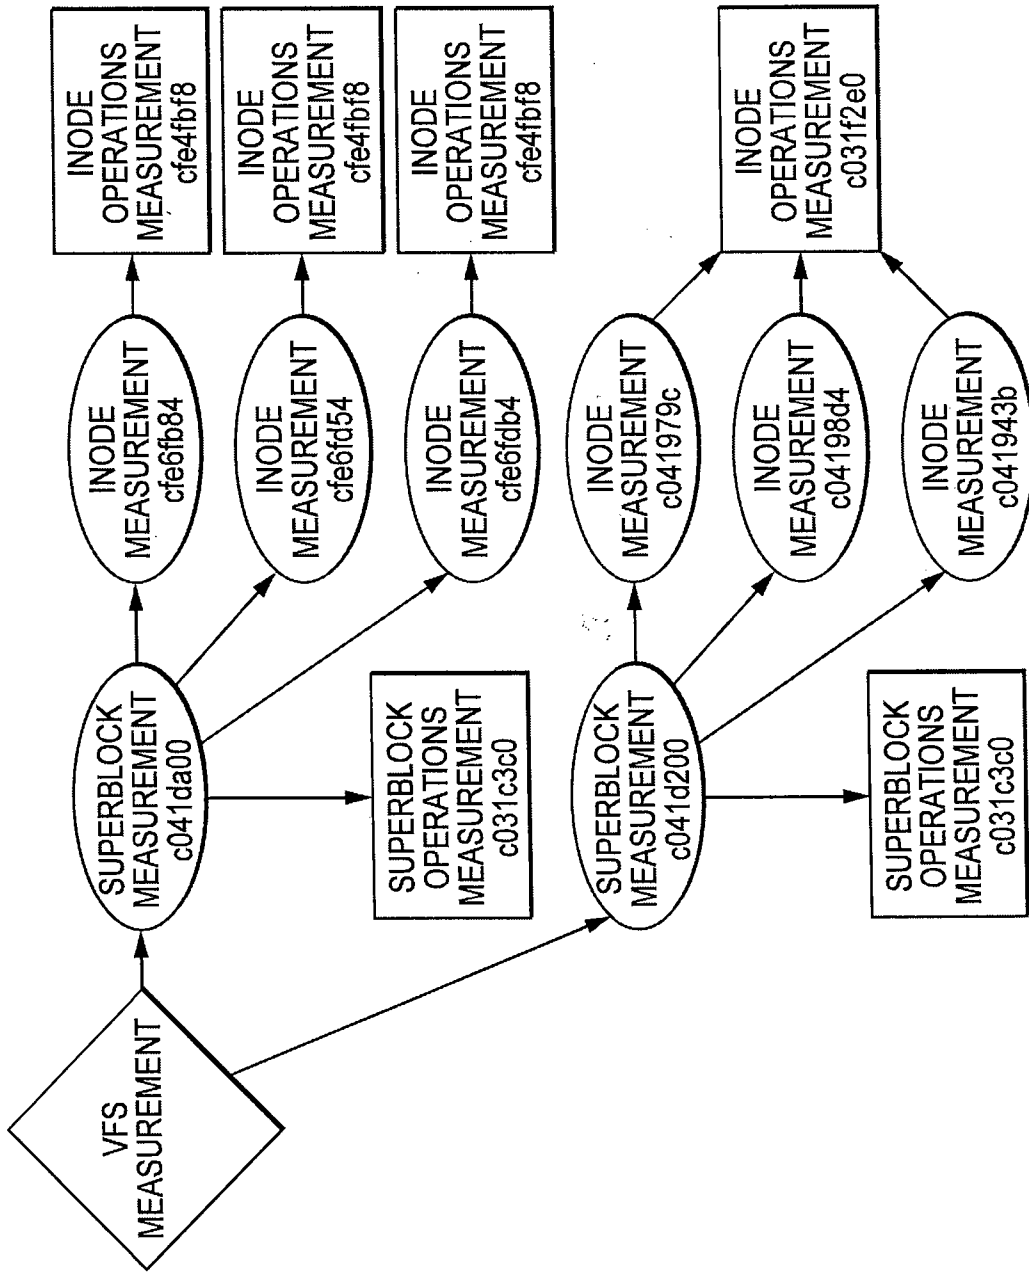 VFS
MEASUREMENT
SUPERBLOCK
MEASUREMENT
c041da00
INODE
MEASUREMENT
cfe6fb84
INODE
OPERATIONS
MEASUREMENT
cfe4fbf8
INODE
MEASUREMENT
cfe6fd54
INODE
OPERATIONS
MEASUREMENT
cfe4fbf8
INODE
MEASUREMENT
cfe6fdb4
INODE
OPERATIONS
MEASUREMENT
cfe4fbf8
SUPERBLOCK
OPERATIONS
MEASUREMENT
c031c3c0
SUPERBLOCK
MEASUREMENT
c041d200
INODE
MEASUREMENT
c041979c
INODE
MEASUREMENT
c04198d4
INODE
MEASUREMENT
c041943b
INODE
OPERATIONS
MEASUREMENT
c031f2e0
SUPERBLOCK
OPERATIONS
MEASUREMENT
c031c3c0